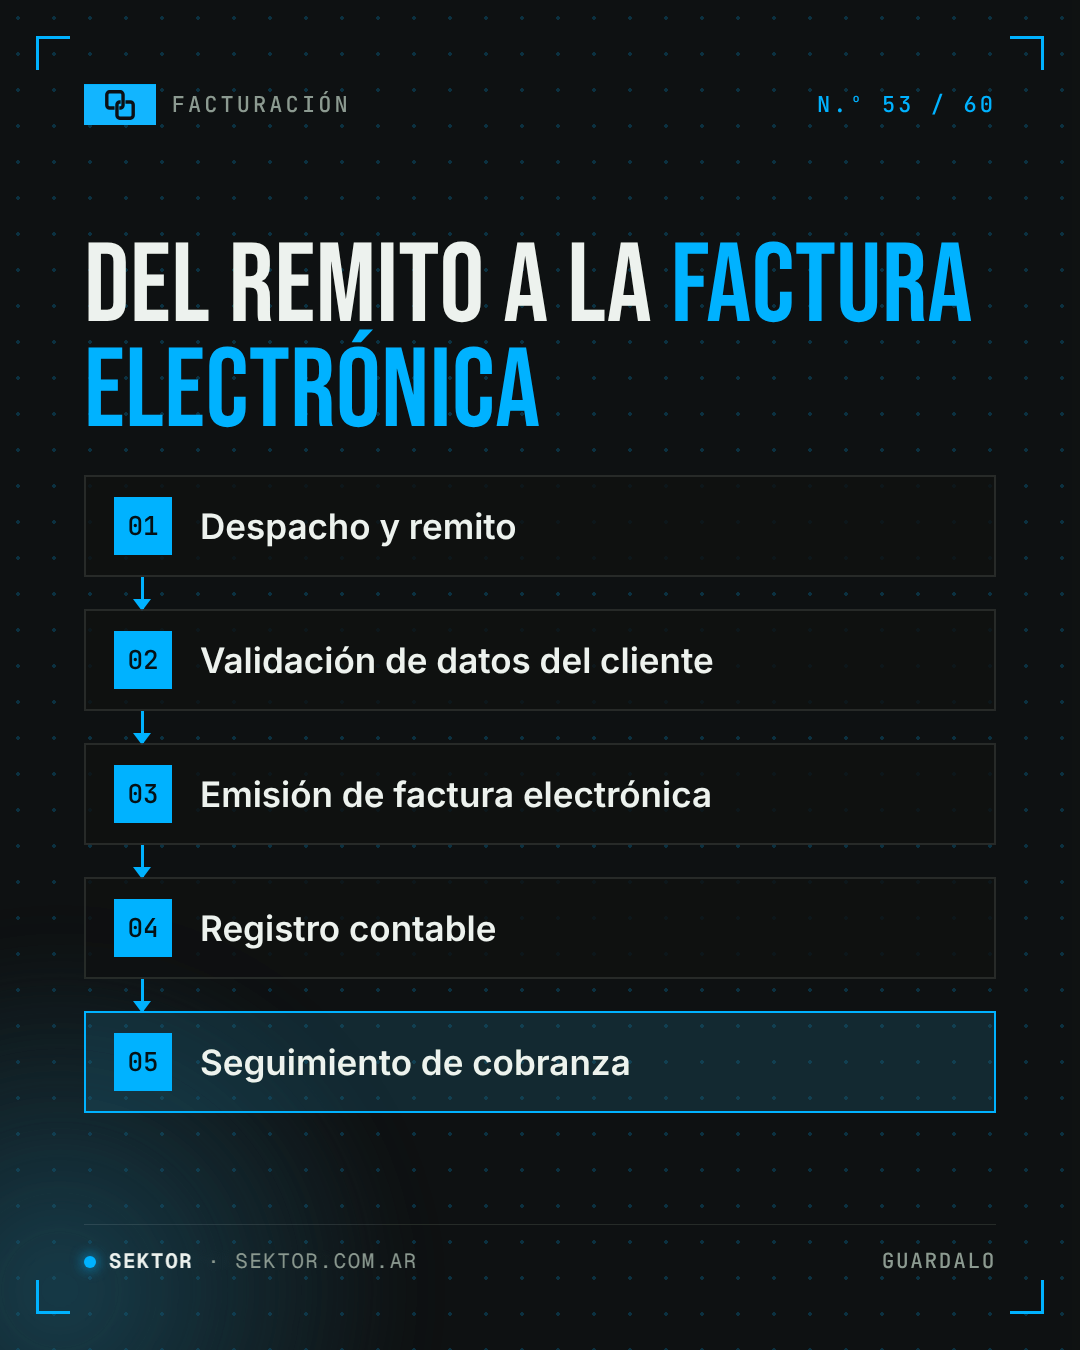 FACTURACIÓN
N.º 53 / 60
DEL REMITO A LA FACTURA
ELECTRÓNICA
01 Despacho y remito
02 Validación de datos del cliente
03 Emisión de factura electrónica
04 Registro contable
05 Seguimiento de cobranza
SEKTOR · SEKTOR.COM.AR
GUARDALO